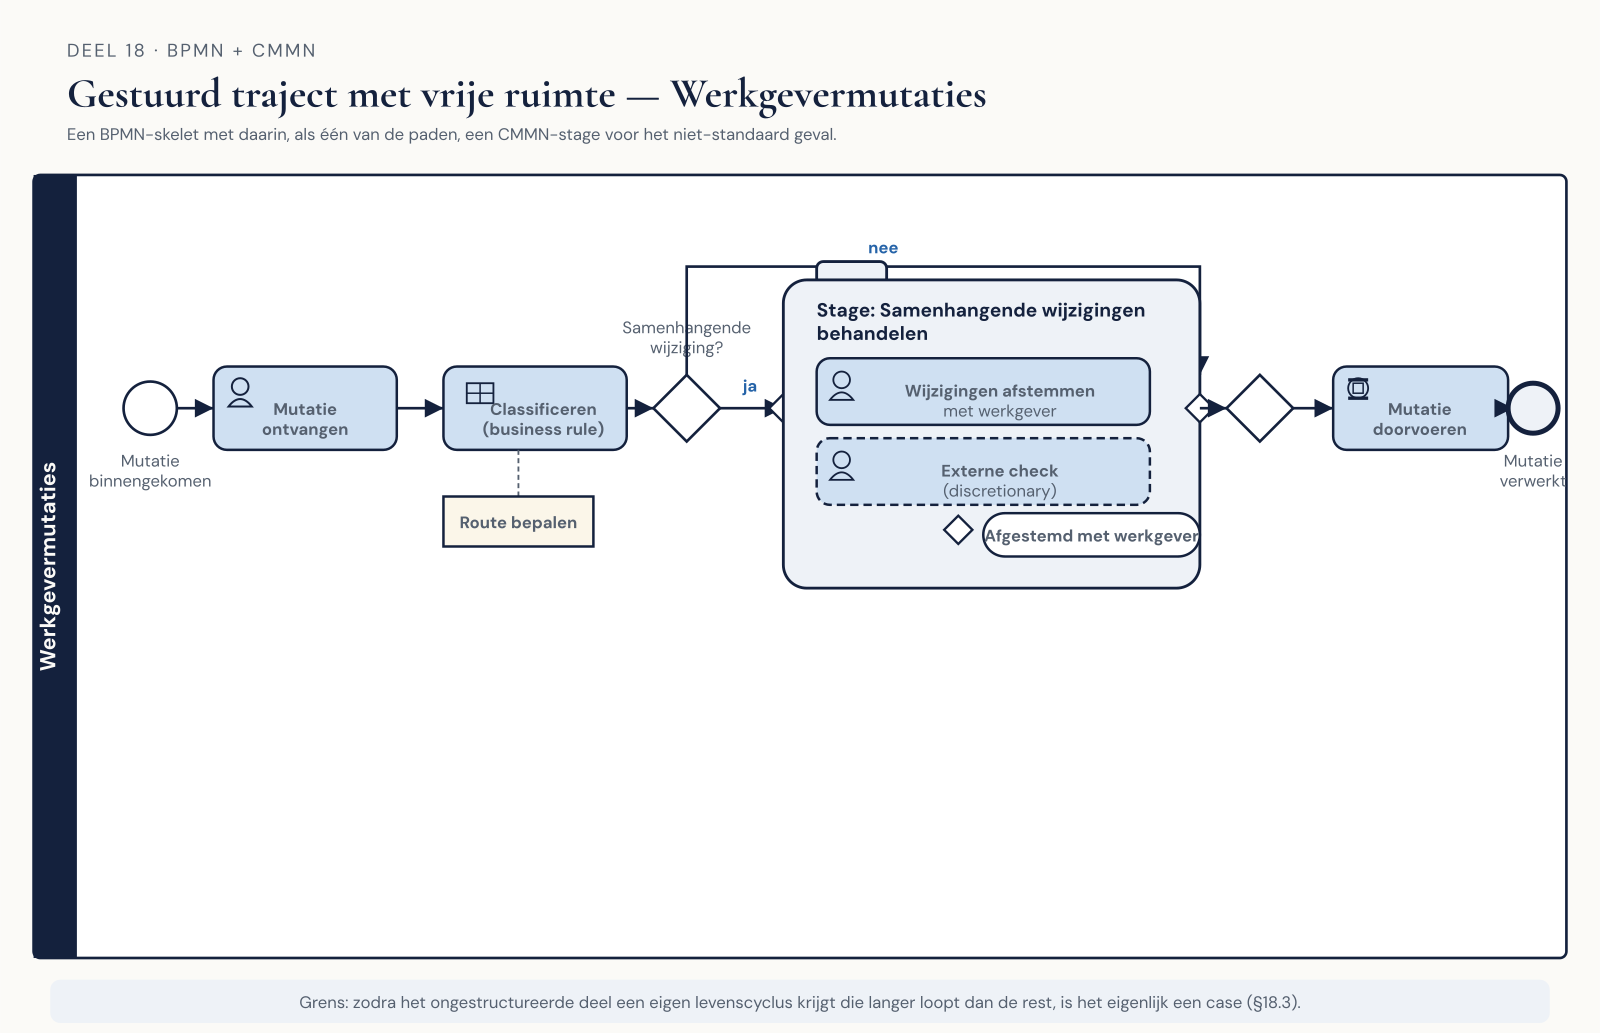 DEEL 18 · BPMN + CMMN
Gestuurd traject met vrije ruimte — Werkgevermutaties
Een BPMN-skelet met daarin, als één van de paden, een CMMN-stage voor het niet-standaard geval.
Werkgevermutaties
Mutatie
binnengekomen
Mutatie
ontvangen
Classificeren
(business rule)
Route bepalen
Samenhangende
wijziging?
nee
ja
Stage: Samenhangende wijzigingen
behandelen
Wijzigingen afstemmen
met werkgever
Externe check
(discretionary)
Afgestemd met werkgever
Mutatie
doorvoeren
Mutatie
verwerkt
Grens: zodra het ongestructureerde deel een eigen levenscyclus krijgt die langer loopt dan de rest, is het eigenlijk een case (§18.3).